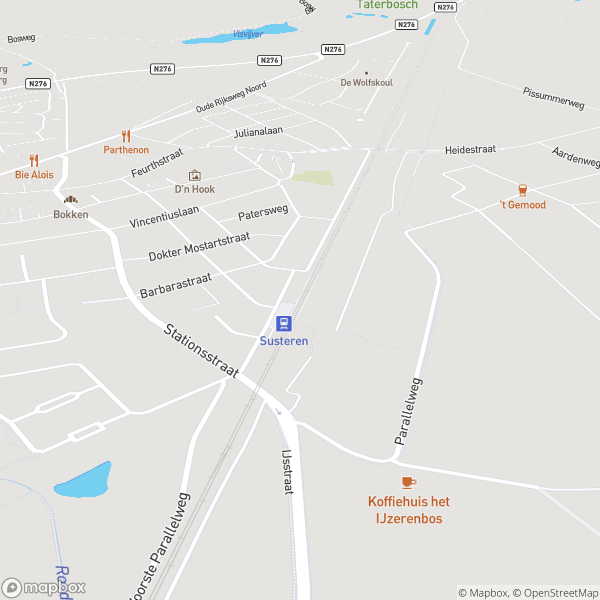 Taterbosch
N276
Visvijver
Bosweg
N276
N276
N276
N276
De Wolfskoul
Pissummerweg
Oude Rijksweg Noord
Julianalaan
Parthenon
Heidestraat
Aardenweg
Bie Alois
Feurthstraat
D'n Hook
't Gemood
Bokken
Vincentiuslaan
Patersweg
Dokter Mostartstraat
Barbarastraat
Susteren
Stationsstraat
Parallelweg
IJsstraat
Koffiehuis het
IJzerenbos
oorste Parallelweg
mapbox
© Mapbox, © OpenStreetMap